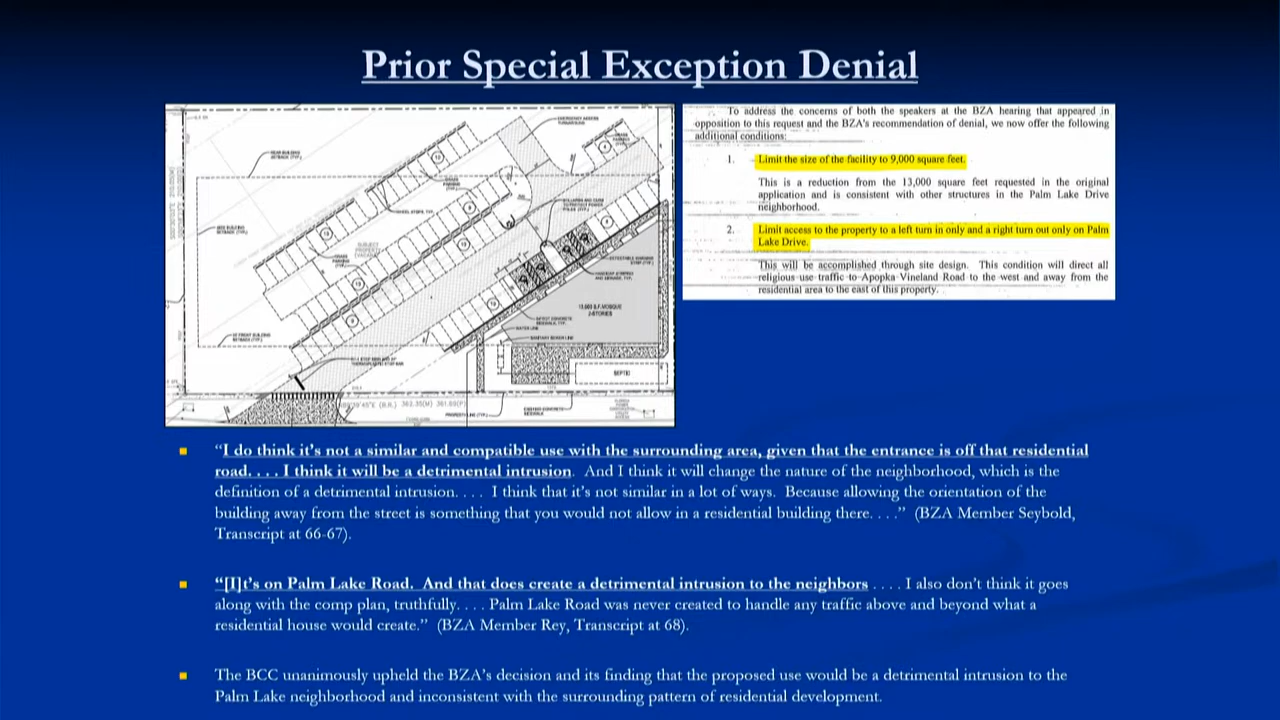 Prior Special Exception Denial
13,000 S.F. MOSQUE
2-STORIES
SEPTIC
To address the concerns of both the speakers at the BZA hearing that appeared in
opposition to this request and the BZA's recommendation of denial, we now offer the following
additional conditions:
1. Limit the size of the facility to 9,000 square feet.
This is a reduction from the 13,000 square feet requested in the original
application and is consistent with other structures in the Palm Lake Drive
neighborhood.
2. Limit access to the property to a left turn in only and a right turn out only on Palm
Lake Drive.
This will be accomplished through site design. This condition will direct all
religious use traffic to Apopka Vineland Road to the west and away from the
residential area to the east of this property.
“I do think it’s not a similar and compatible use with the surrounding area, given that the entrance is off that residential
road. . . . I think it will be a detrimental intrusion. And I think it will change the nature of the neighborhood, which is the
definition of a detrimental intrusion. . . . I think that it’s not similar in a lot of ways. Because allowing the orientation of the
building away from the street is something that you would not allow in a residential building there. . . .” (BZA Member Seybold,
Transcript at 66-67).
“[I]t’s on Palm Lake Road. And that does create a detrimental intrusion to the neighbors . . . . I also don’t think it goes
along with the comp plan, truthfully. . . . Palm Lake Road was never created to handle any traffic above and beyond what a
residential house would create.” (BZA Member Rey, Transcript at 68).
The BCC unanimously upheld the BZA’s decision and its finding that the proposed use would be a detrimental intrusion to the
Palm Lake neighborhood and inconsistent with the surrounding pattern of residential development.